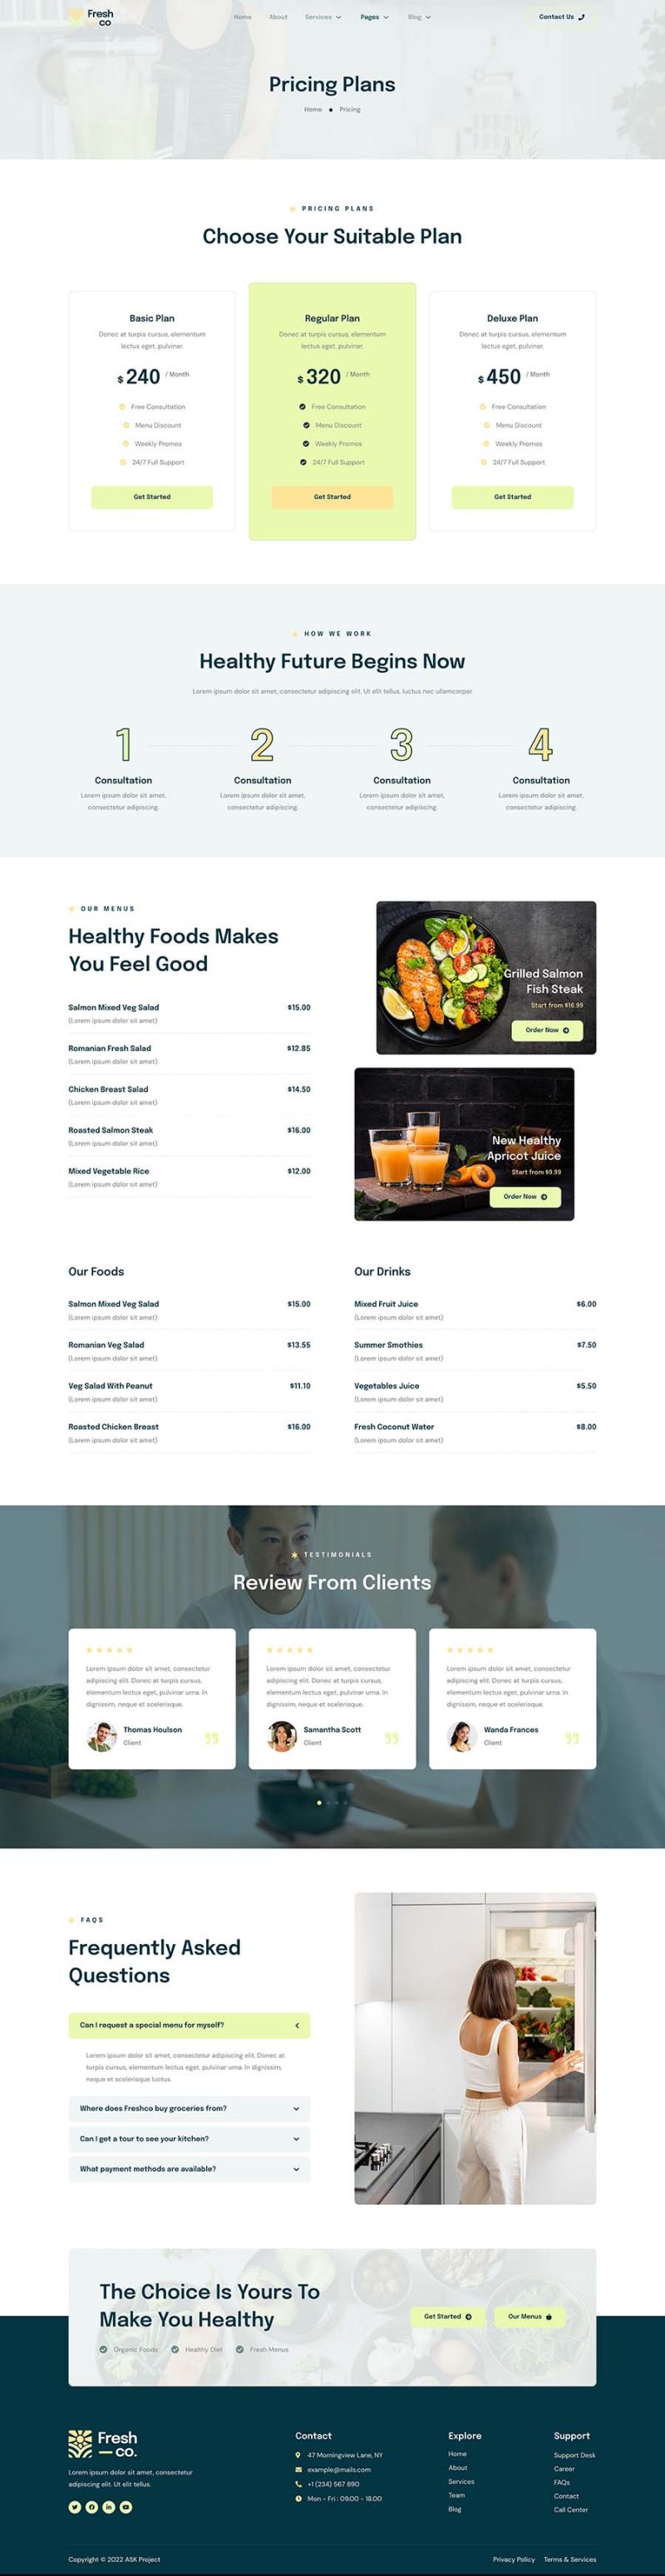 Fresh
co
Home About Services Pages Blog
Contact Us
Pricing Plans
Home Pricing
PRICING PLANS
Choose Your Suitable Plan
Basic Plan
Donec at turpis cursus, elementum
lectus eget, pulvinar.
$ 240 / Month
Free Consultation
Menu Discount
Weekly Promos
24/7 Full Support
Get Started
Regular Plan
Donec at turpis cursus, elementum
lectus eget, pulvinar.
$ 320 / Month
Free Consultation
Menu Discount
Weekly Promos
24/7 Full Support
Get Started
Deluxe Plan
Donec at turpis cursus, elementum
lectus eget, pulvinar.
$ 450 / Month
Free Consultation
Menu Discount
Weekly Promos
24/7 Full Support
Get Started
HOW WE WORK
Healthy Future Begins Now
Lorem ipsum dolor sit amet, consectetur adipiscing elit. Ut elit tellus, luctus nec ullamcorper
1
Consultation
Lorem ipsum dolor sit amet,
consectetur adipiscing.
2
Consultation
Lorem ipsum dolor sit amet,
consectetur adipiscing.
3
Consultation
Lorem ipsum dolor sit amet,
consectetur adipiscing.
4
Consultation
Lorem ipsum dolor sit amet,
consectetur adipiscing.
OUR MENUS
Healthy Foods Makes
You Feel Good
Salmon Mixed Veg Salad $15.00
(Lorem ipsum dolor sit amet)
Romanian Fresh Salad $12.85
(Lorem ipsum dolor sit amet)
Chicken Breast Salad $14.50
(Lorem ipsum dolor sit amet)
Roasted Salmon Steak $16.00
(Lorem ipsum dolor sit amet)
Mixed Vegetable Rice $12.00
(Lorem ipsum dolor sit amet)
Grilled Salmon
Fish Steak
Start from $16.99
Order Now
New Healthy
Apricot Juice
Start from $9.99
Order Now
Our Foods
Salmon Mixed Veg Salad $15.00
(Lorem ipsum dolor sit amet)
Romanian Veg Salad $13.55
(Lorem ipsum dolor sit amet)
Veg Salad With Peanut $11.10
(Lorem ipsum dolor sit amet)
Roasted Chicken Breast $16.00
(Lorem ipsum dolor sit amet)
Our Drinks
Mixed Fruit Juice $6.00
(Lorem ipsum dolor sit amet)
Summer Smothies $7.50
(Lorem ipsum dolor sit amet)
Vegetables Juice $5.50
(Lorem ipsum dolor sit amet)
Fresh Coconut Water $8.00
(Lorem ipsum dolor sit amet)
TESTIMONIALS
Review From Clients
Lorem ipsum dolor sit amet, consectetur
adipiscing elit. Donec at turpis cursus,
elementum lectus eget, pulvinar urna. In
dignissim, neque et scelerisque.
Thomas Houlson
Client
Lorem ipsum dolor sit amet, consectetur
adipiscing elit. Donec at turpis cursus,
elementum lectus eget, pulvinar urna. In
dignissim, neque et scelerisque.
Samantha Scott
Client
Lorem ipsum dolor sit amet, consectetur
adipiscing elit. Donec at turpis cursus,
elementum lectus eget, pulvinar urna. In
dignissim, neque et scelerisque.
Wanda Frances
Client
FAQS
Frequently Asked
Questions
Can I request a special menu for myself?
Lorem ipsum dolor sit amet, consectetur adipiscing elit. Donec at
turpis cursus, elementum lectus eget, pulvinar urna. In dignissim,
neque et scelerisque luctus.
Where does Freshco buy groceries from?
Can I get a tour to see your kitchen?
What payment methods are available?
The Choice Is Yours To
Make You Healthy
Organic Foods Healthy Diet Fresh Menus
Get Started
Our Menus
Fresh
co.
Lorem ipsum dolor sit amet, consectetur
adipiscing elit. Ut elit tellus.
Contact
47 Morningview Lane, NY
example@mails.com
+1 (234) 567 890
Mon - Fri : 09.00 - 18.00
Explore
Home
About
Services
Team
Blog
Support
Support Desk
Career
FAQs
Contact
Call Center
Copyright © 2022 ASK Project
Privacy Policy Terms & Services